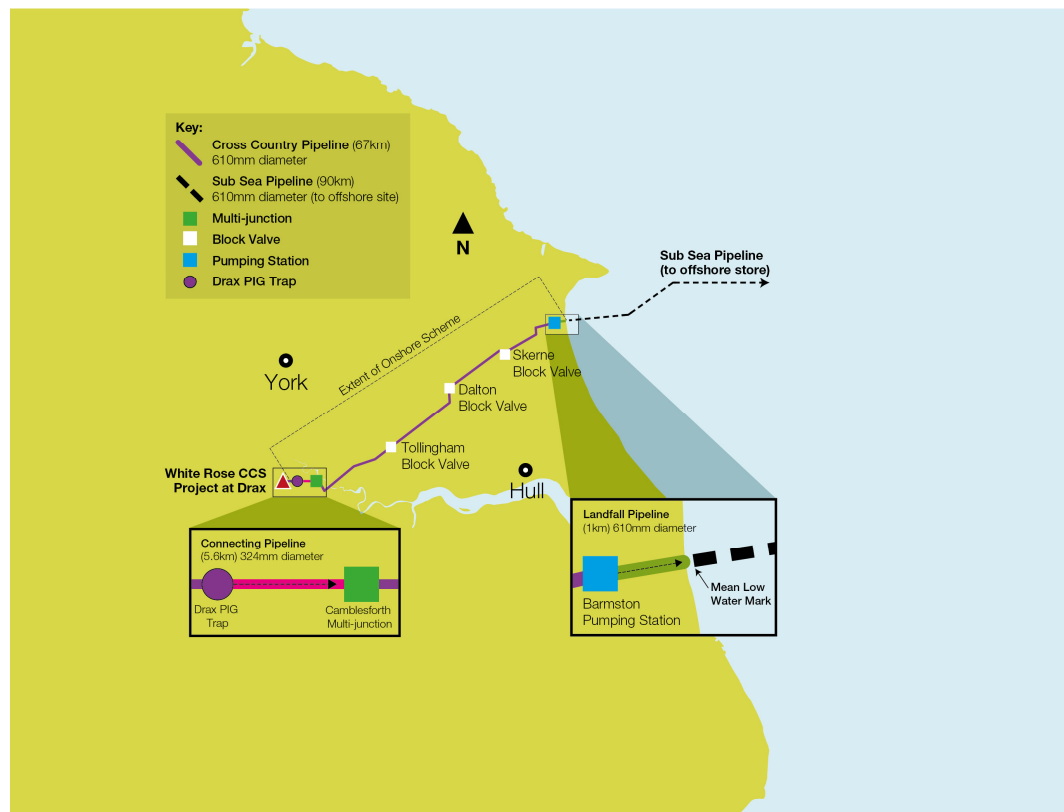 Key:
Cross Country Pipeline (67km)
610mm diameter
Sub Sea Pipeline (90km)
610mm diameter (to offshore site)
Multi-junction
Block Valve
Pumping Station
Drax PIG Trap
N
Sub Sea Pipeline
(to offshore store)
Extent of Onshore Scheme
York
Skerne
Block Valve
Dalton
Block Valve
Tollingham
Block Valve
White Rose CCS
Project at Drax
Hull
Connecting Pipeline
(5.6km) 324mm diameter
Drax PIG
Trap
Camblesforth
Multi-junction
Landfall Pipeline
(1km) 610mm diameter
Mean Low
Water Mark
Barmston
Pumping Station